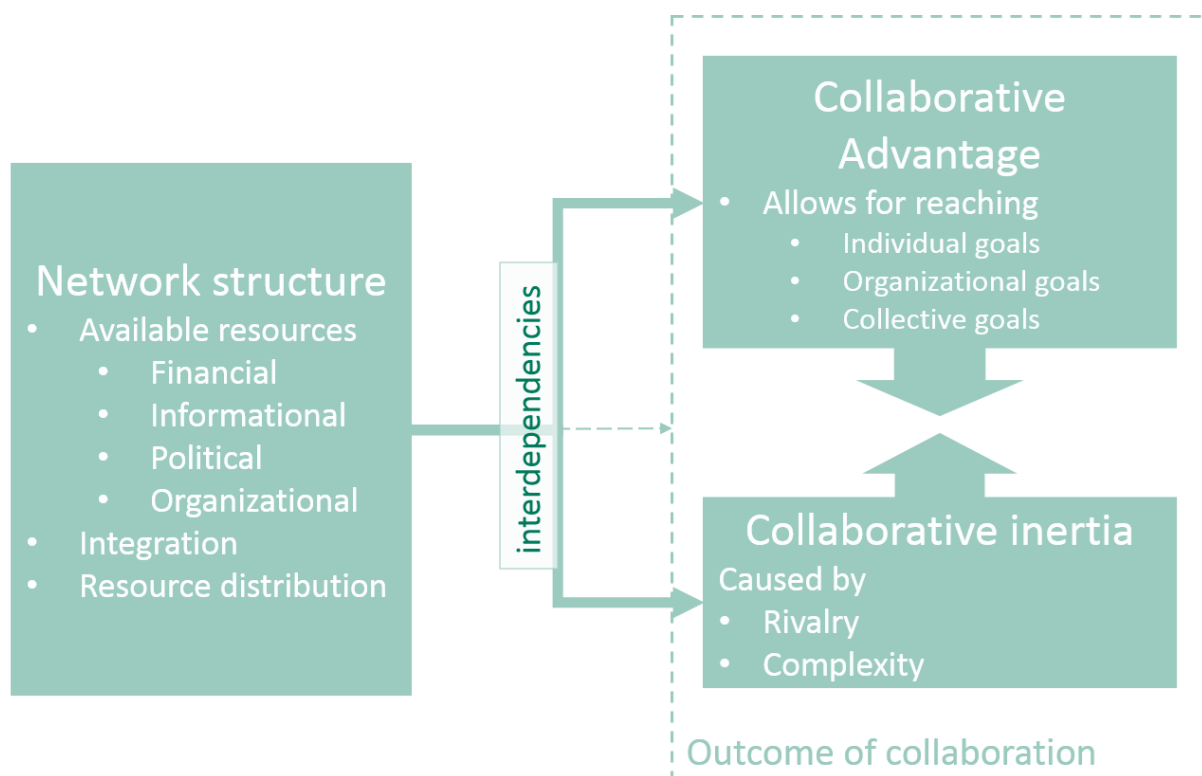 Network structure
• Available resources
• Financial
• Informational
• Political
• Organizational
• Integration
• Resource distribution
interdependencies
Collaborative
Advantage
• Allows for reaching
• Individual goals
• Organizational goals
• Collective goals
Collaborative inertia
Caused by
• Rivalry
• Complexity
Outcome of collaboration